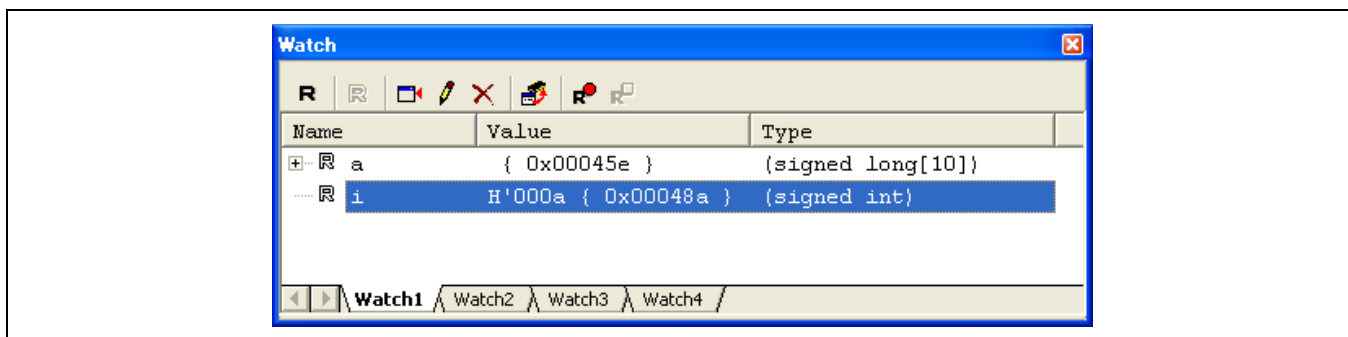 Watch
R R R R
Name Value Type
R a { 0x00045e } (signed long[10])
R i H'000a { 0x00048a } (signed int)
Watch1 Watch2 Watch3 Watch4